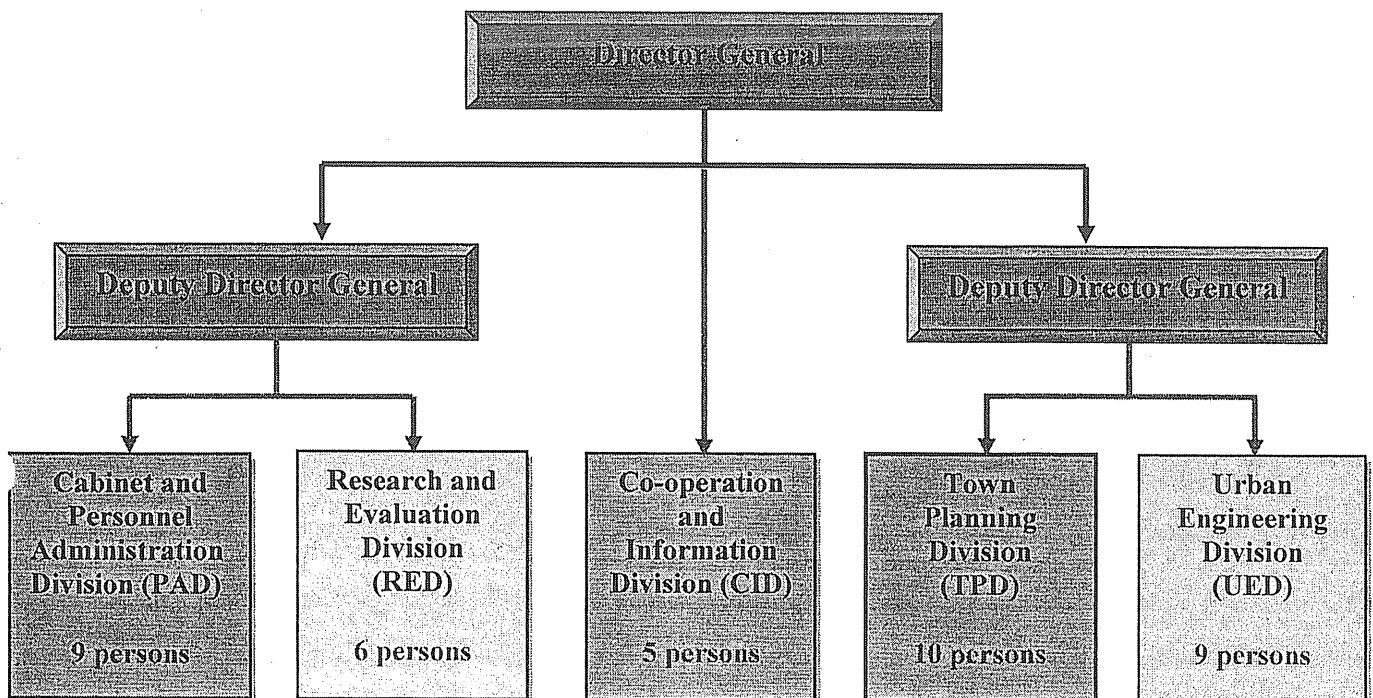 Director General
Deputy Director General
Deputy Director General
Cabinet and
Personnel
Administration
Division (PAD)
9 persons
Research and
Evaluation
Division
(RED)
6 persons
Co-operation
and
Information
Division (CID)
5 persons
Town
Planning
Division
(TPD)
10 persons
Urban
Engineering
Division
(UED)
9 persons